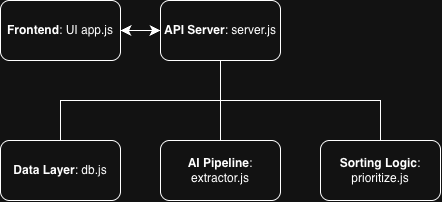 Frontend: UI app.js
API Server: server.js
Data Layer: db.js
AI Pipeline:
extractor.js
Sorting Logic:
prioritize.js